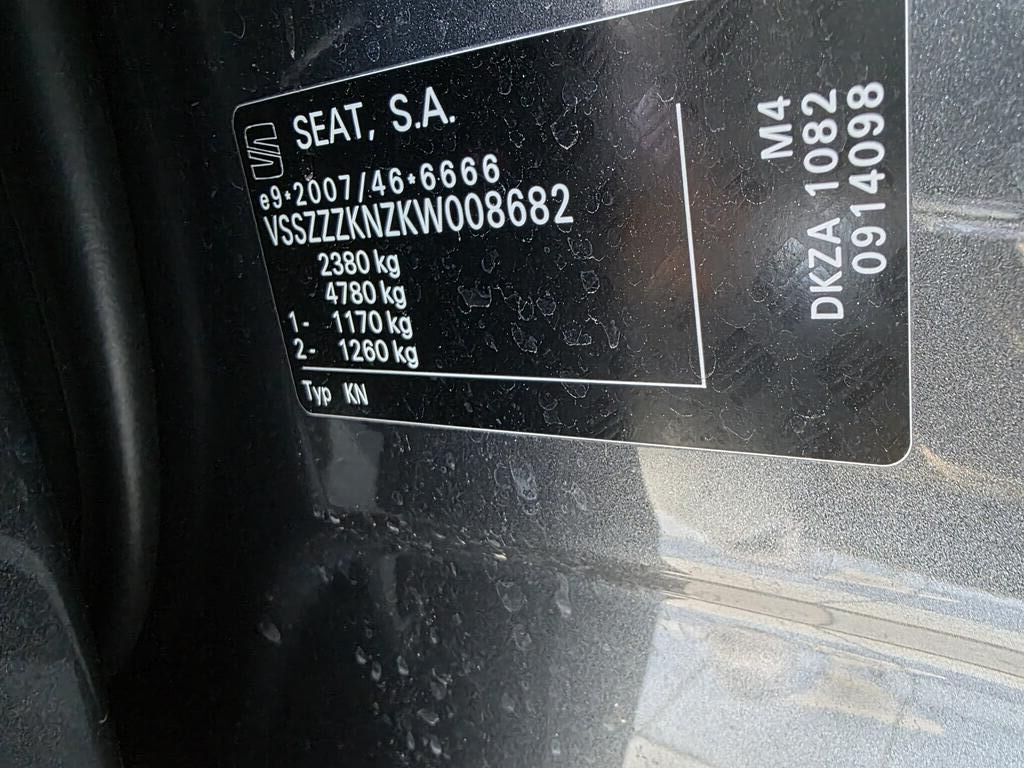 SEAT, S.A.
e9*2007/46*6666
VSSZZZKNZKW008682
2380 kg
4780 kg
1- 1170 kg
2- 1260 kg
Typ KN
M4
DKZA 1082
0914098